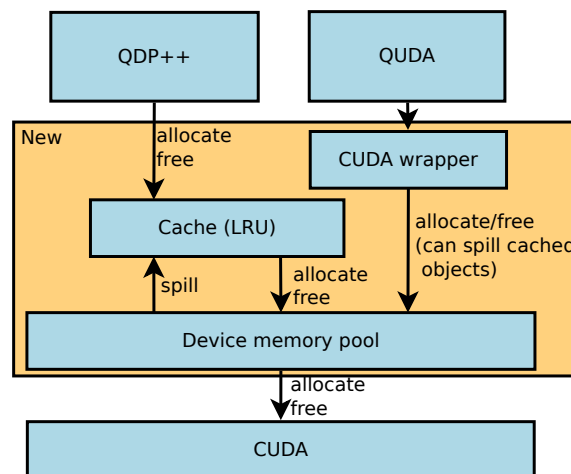 QDP++
QUDA
New
allocate
free
CUDA wrapper
Cache (LRU)
allocate/free
(can spill cached
objects)
spill
allocate
free
Device memory pool
allocate
free
CUDA